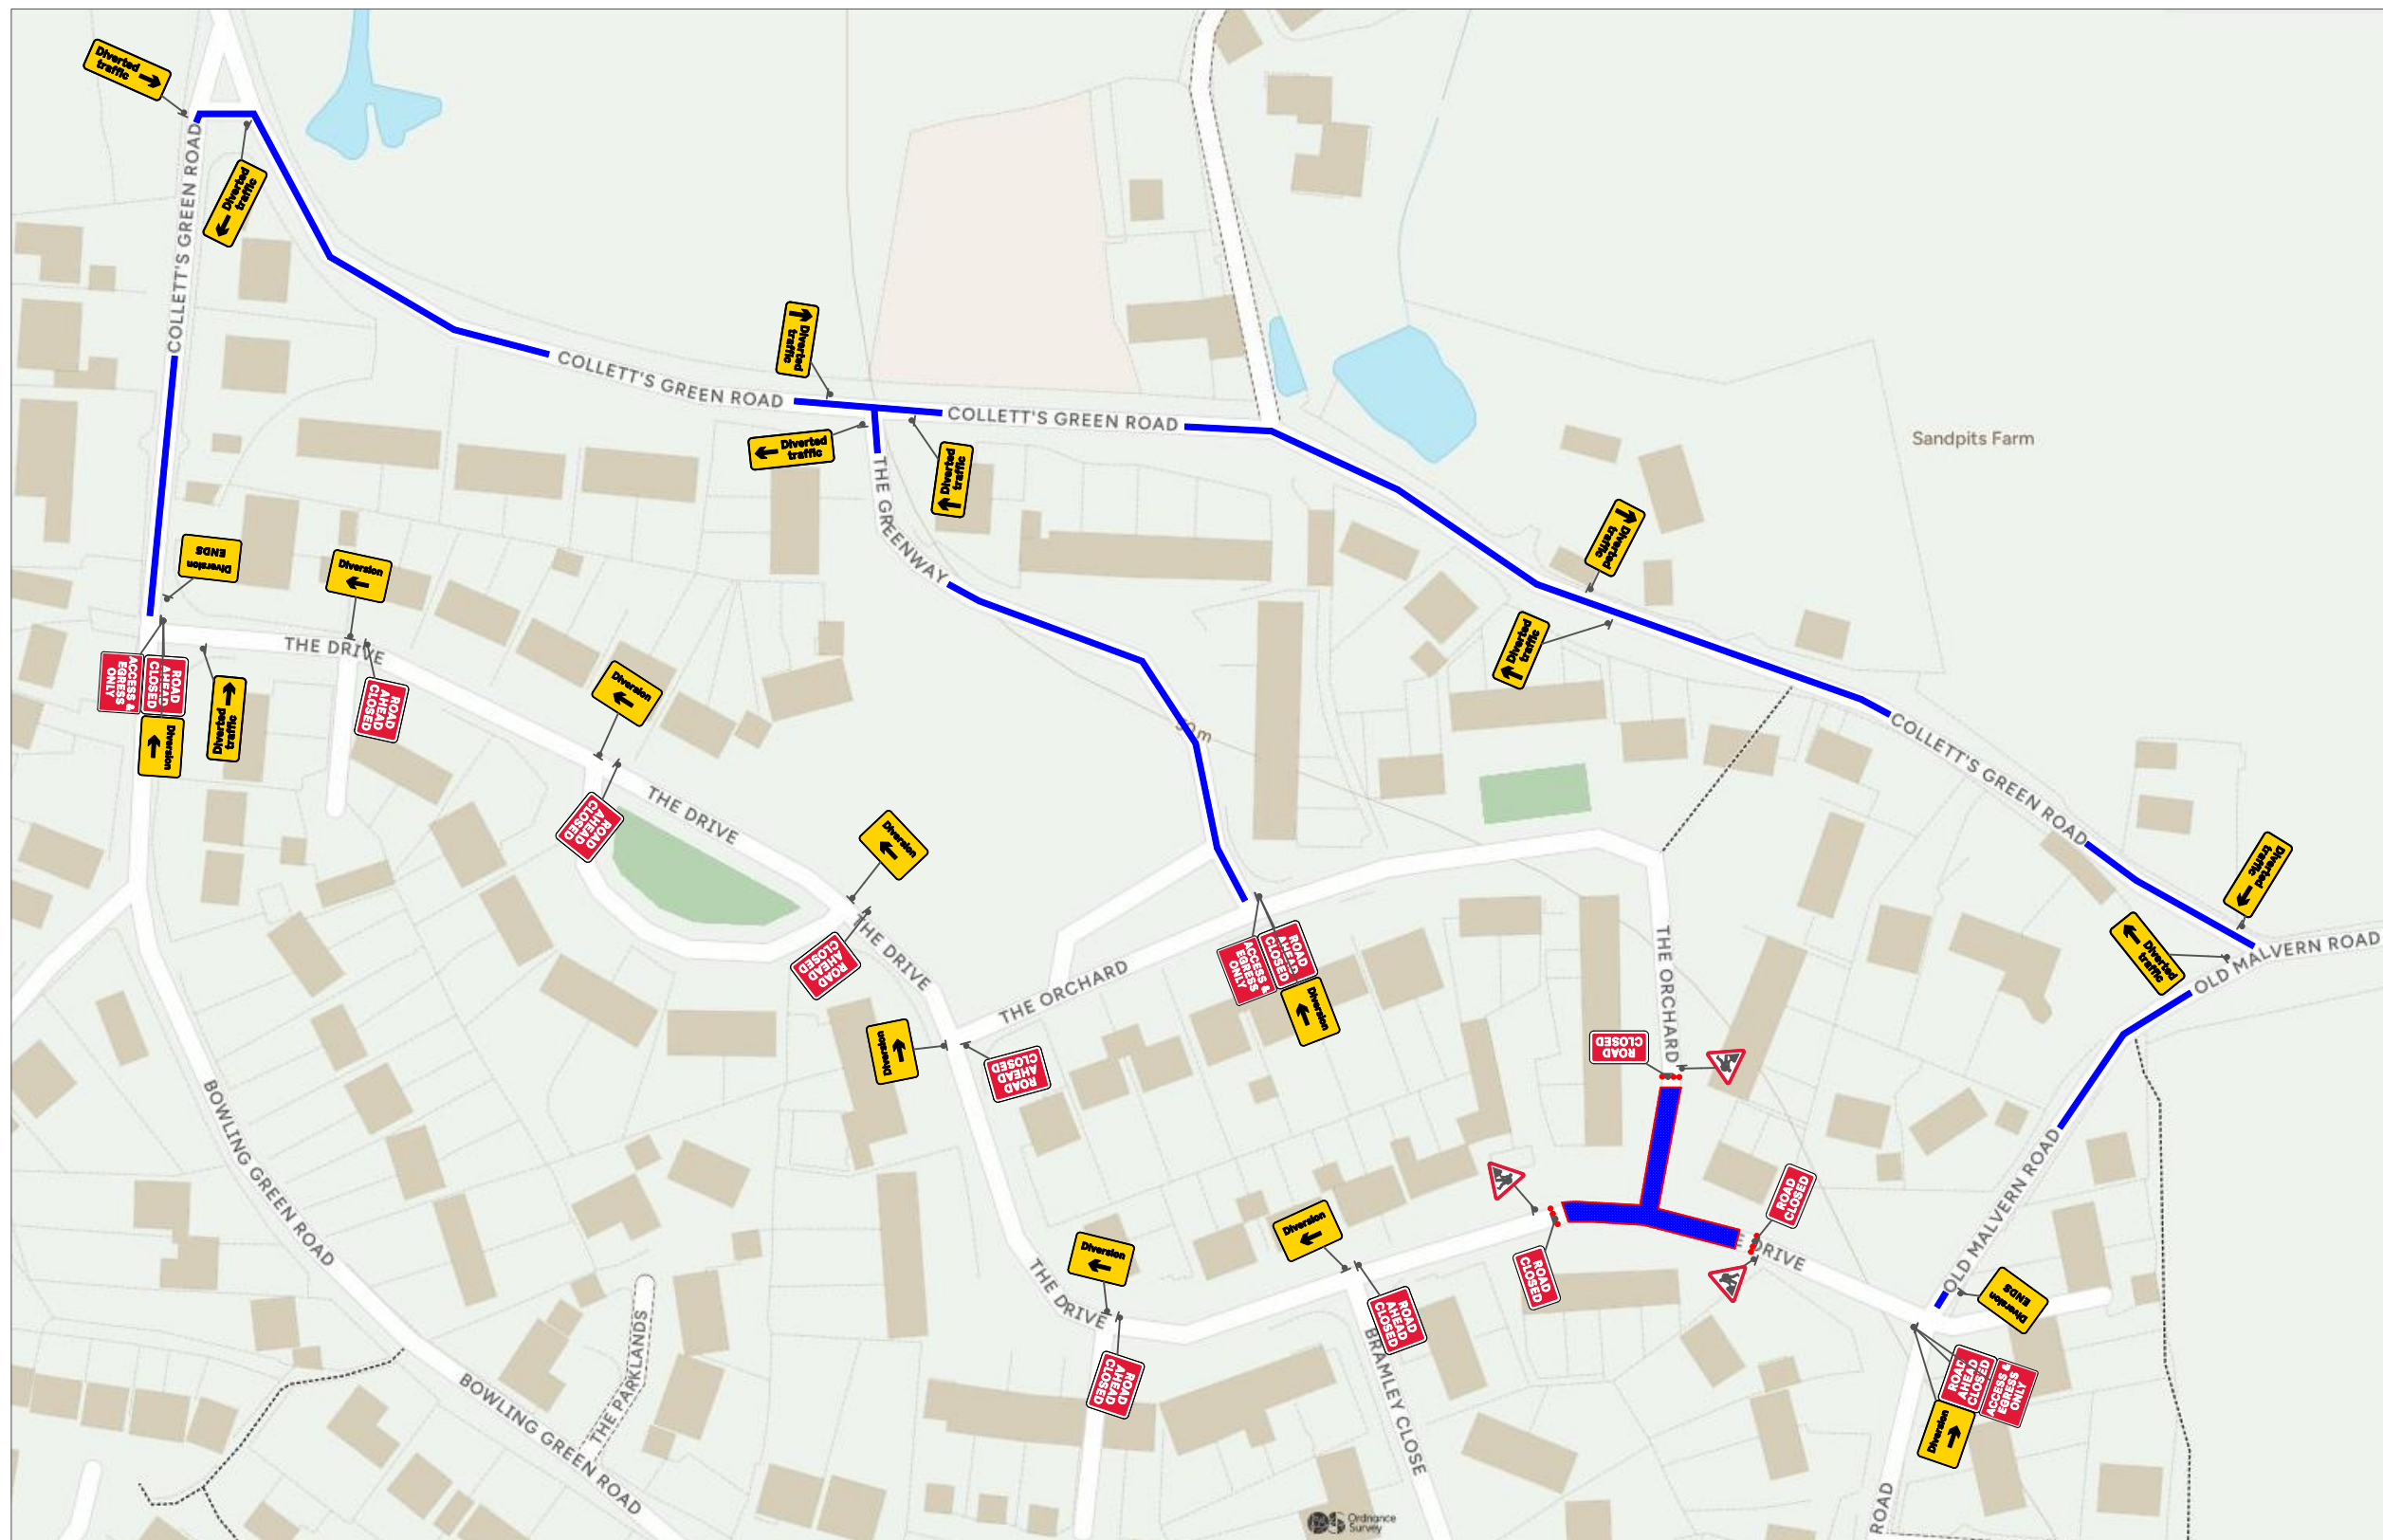 Diverted
traffic
COLLETT'S GREEN ROAD
Diverted
traffic
Diverted
traffic
COLLETT'S GREEN ROAD
COLLETT'S GREEN ROAD
Diverted
traffic
Diverted
traffic
Sandpits Farm
THE GREENWAY
Diverted
traffic
Diverted
traffic
Diversion
ENDS
Diversion
THE DRIVE
ACCESS &
EGRESS
ONLY
ROAD
AHEAD
CLOSED
Diversion
Diverted
traffic
ROAD
AHEAD
CLOSED
Diversion
50m
COLLETT'S GREEN ROAD
ROAD
AHEAD
CLOSED
THE DRIVE
Diversion
Diverted
traffic
Diverted
traffic
OLD MALVERN ROAD
ROAD
AHEAD
CLOSED
THE DRIVE
THE ORCHARD
ACCESS &
EGRESS
ONLY
ROAD
AHEAD
CLOSED
Diversion
THE ORCHARD
Diversion
ROAD
AHEAD
CLOSED
ROAD
CLOSED
BOWLING GREEN ROAD
ROAD
CLOSED
OLD MALVERN ROAD
Diversion
Diversion
THE DRIVE
ROAD
CLOSED
E DRIVE
Diversion
ENDS
ROAD
AHEAD
CLOSED
ROAD
AHEAD
CLOSED
BRAMLEY CLOSE
ROAD
AHEAD
CLOSED
ACCESS &
EGRESS
ONLY
Diversion
THE PARKLANDS
BOWLING GREEN ROAD
ROAD
Ordnance
Survey